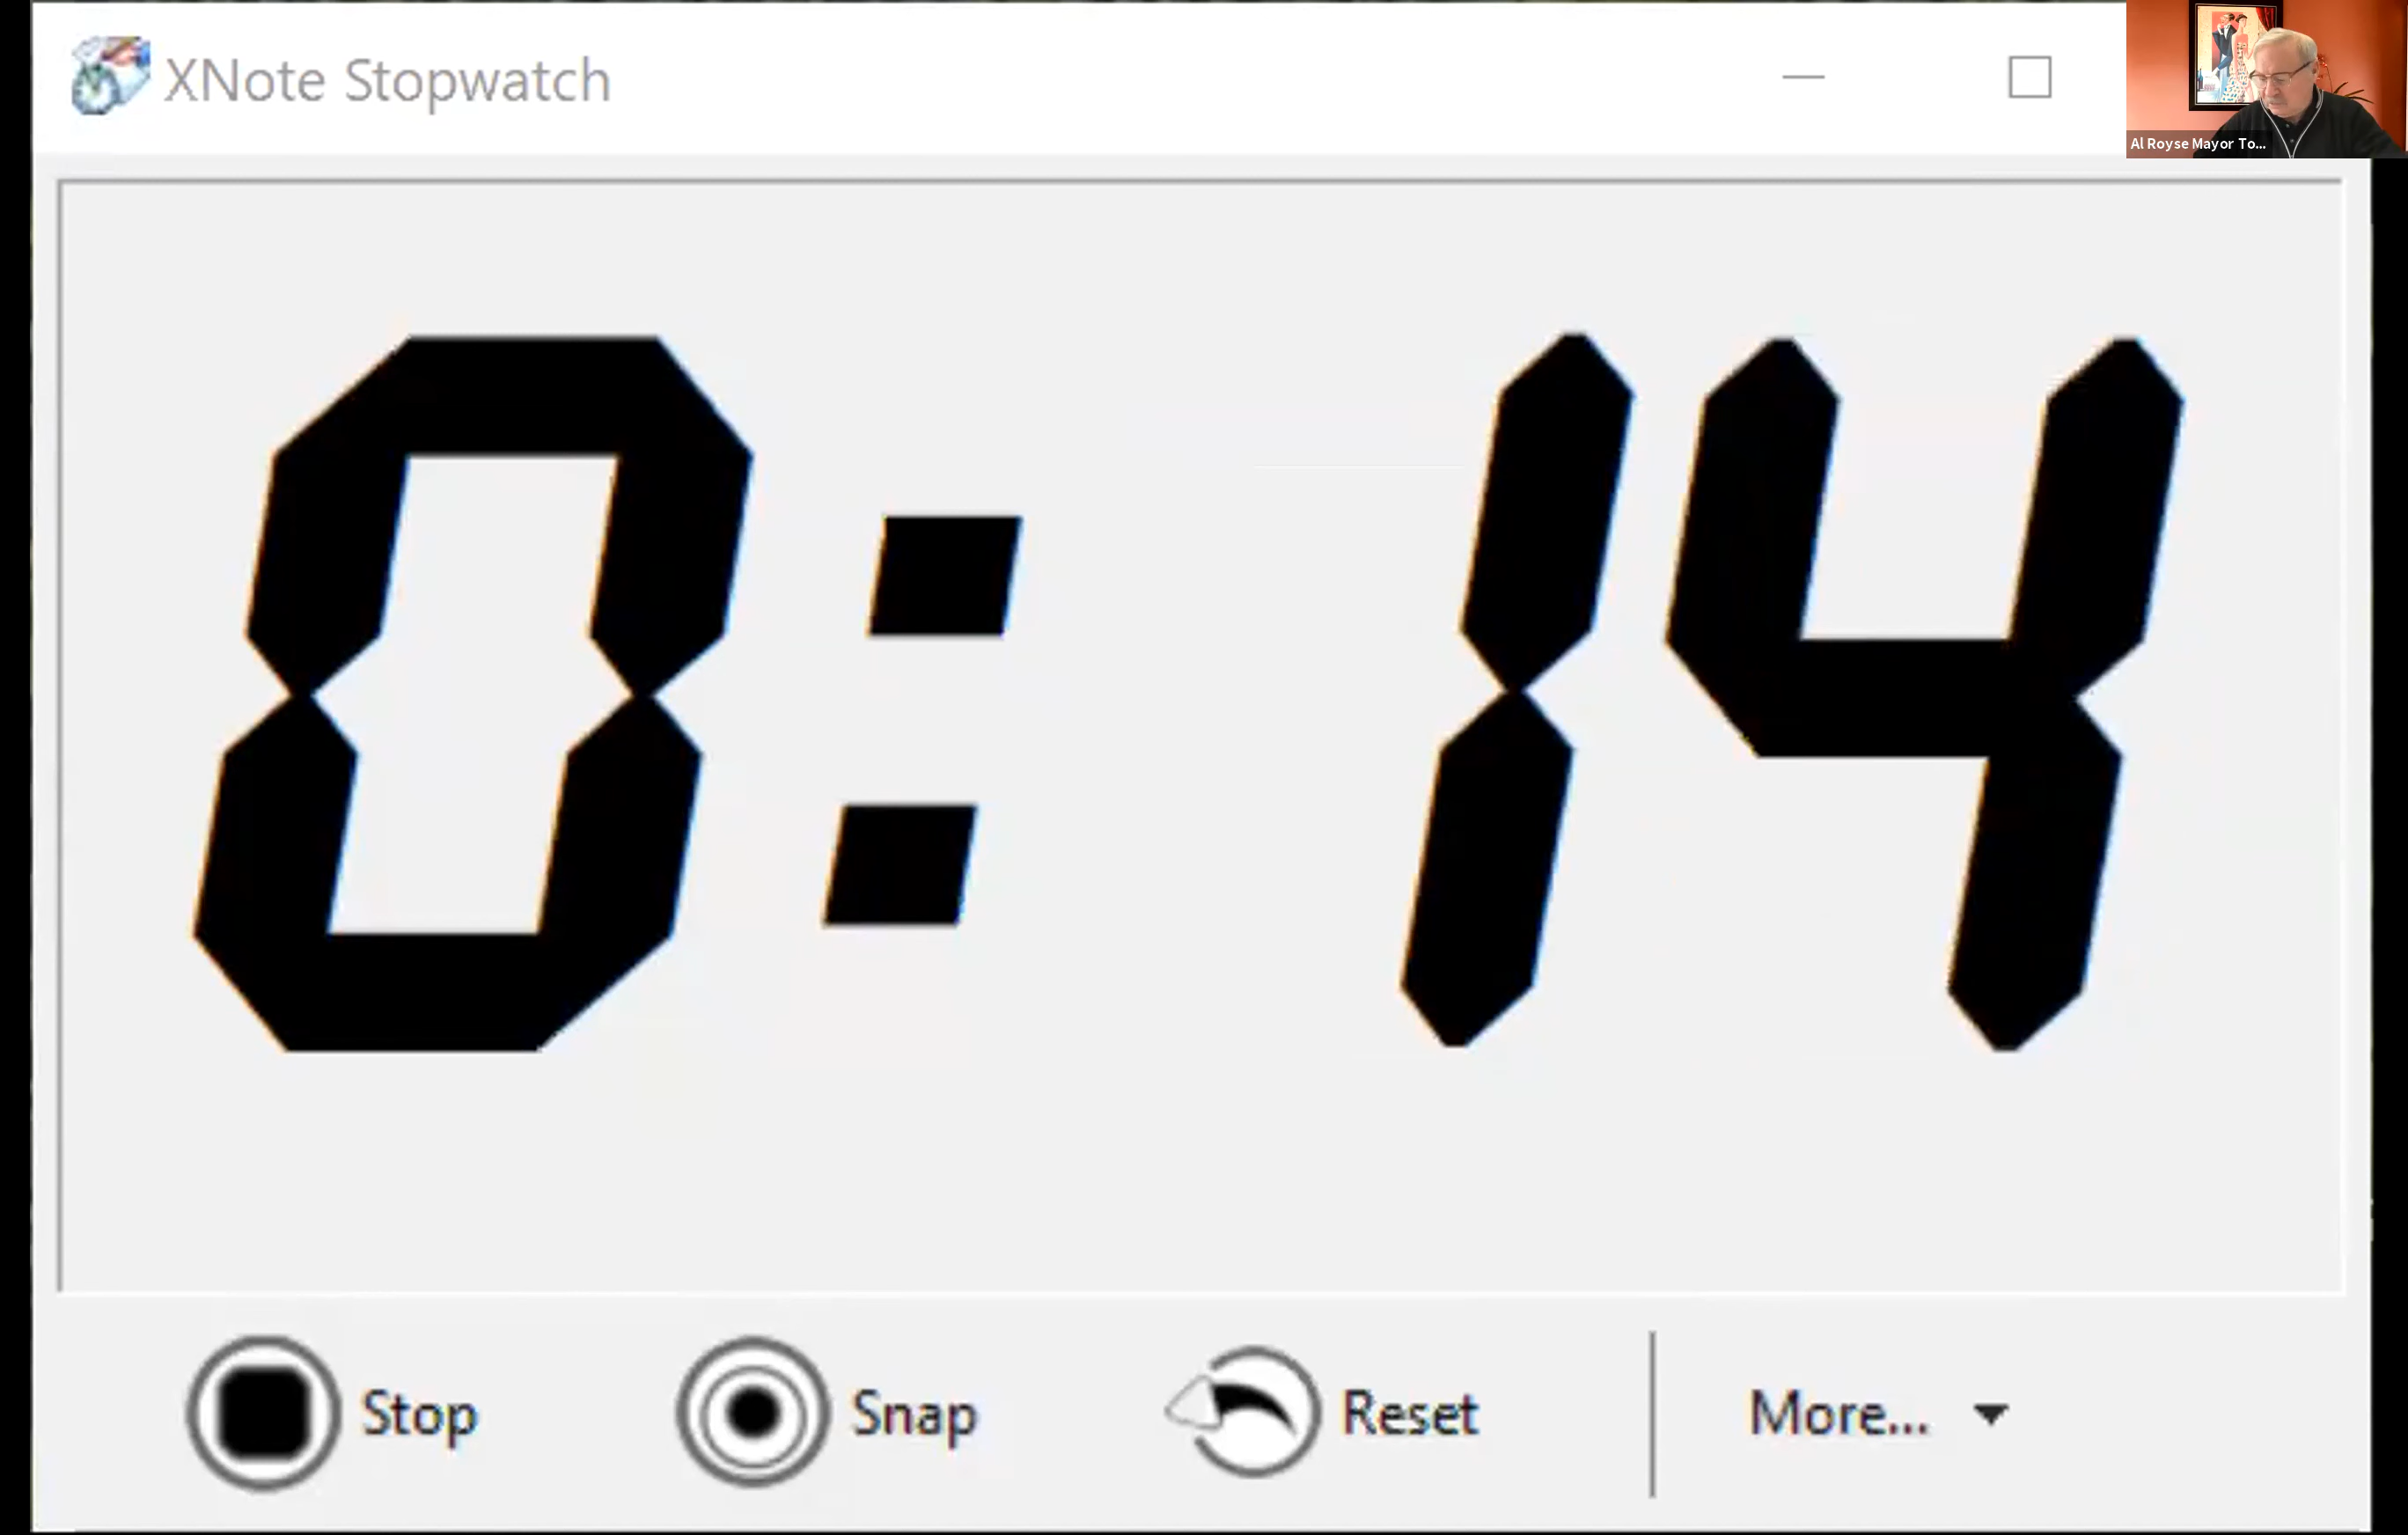 XNote Stopwatch
Al Royse Mayor To...
0:14
Stop
Snap
Reset
More...